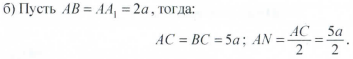 б) Пусть AB = AA₁ = 2a, тогда:
AC = BC = 5a; AN = AC/2 = 5a/2.